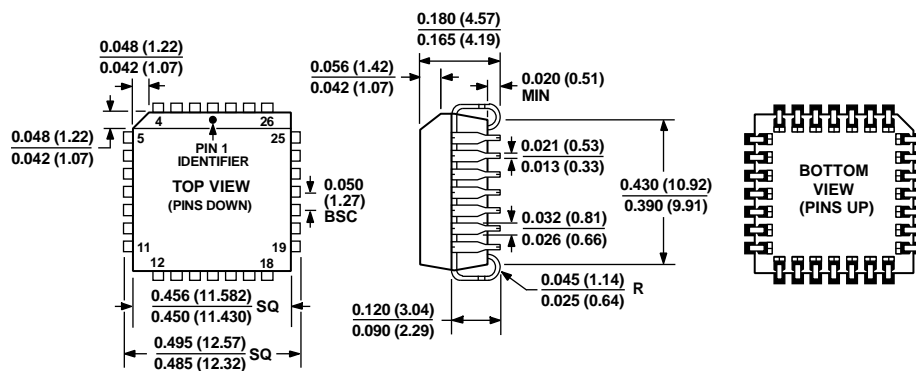 0.180 (4.57)
0.165 (4.19)
0.048 (1.22)
0.042 (1.07)
0.056 (1.42)
0.042 (1.07)
0.020 (0.51)
MIN
0.048 (1.22)
0.042 (1.07)
4
26
5
25
PIN 1
IDENTIFIER
TOP VIEW
(PINS DOWN)
0.050
(1.27)
BSC
11
19
12
18
0.456 (11.582)
0.450 (11.430)
SQ
0.495 (12.57)
0.485 (12.32)
SQ
0.021 (0.53)
0.013 (0.33)
0.032 (0.81)
0.026 (0.66)
0.430 (10.92)
0.390 (9.91)
0.045 (1.14)
0.025 (0.64)
R
0.120 (3.04)
0.090 (2.29)
BOTTOM
VIEW
(PINS UP)